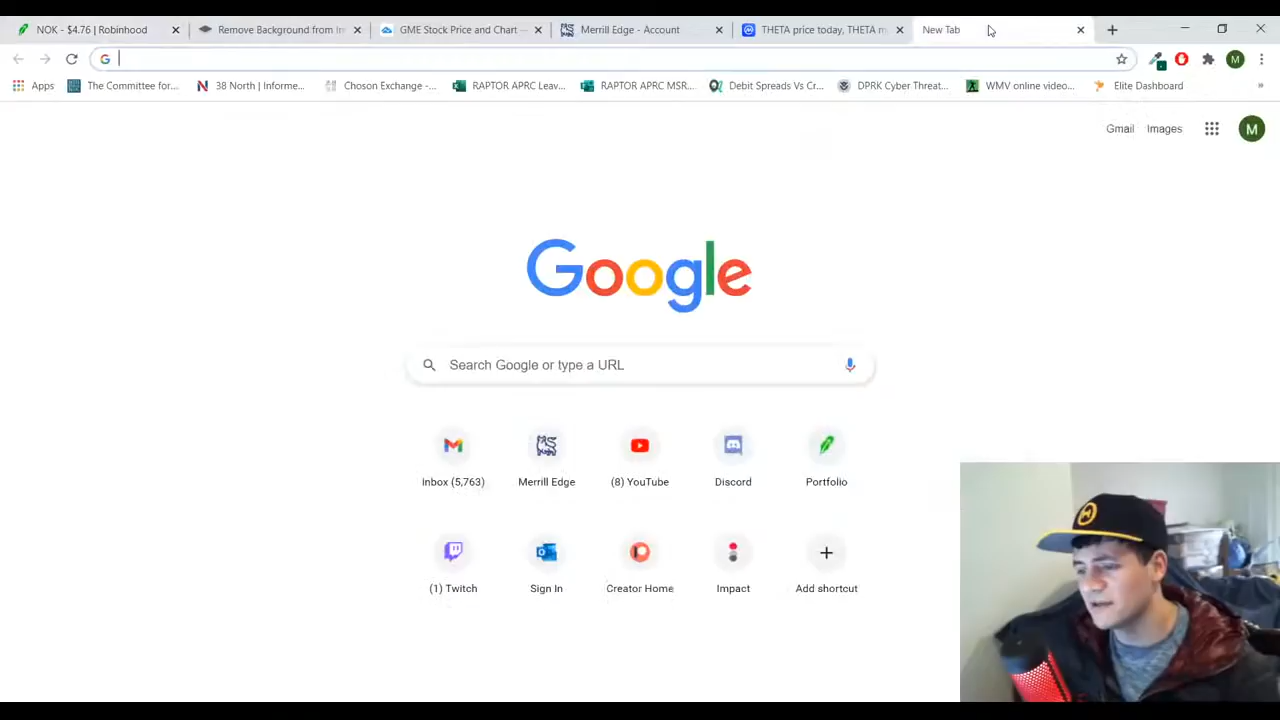 NOK - $4.76 | Robinhood
Remove Background from Im
GME Stock Price and Chart —
Merrill Edge - Account
THETA price today, THETA m
New Tab
Apps
The Committee for...
38 North | Informe...
Choson Exchange -...
RAPTOR APRC Leav...
RAPTOR APRC MSR...
Debit Spreads Vs Cr...
DPRK Cyber Threat...
WMV online video...
Elite Dashboard
»
M
Gmail
Images
M
Google
Search Google or type a URL
Inbox (5,763)
Merrill Edge
(8) YouTube
Discord
Portfolio
(1) Twitch
Sign In
Creator Home
Impact
Add shortcut